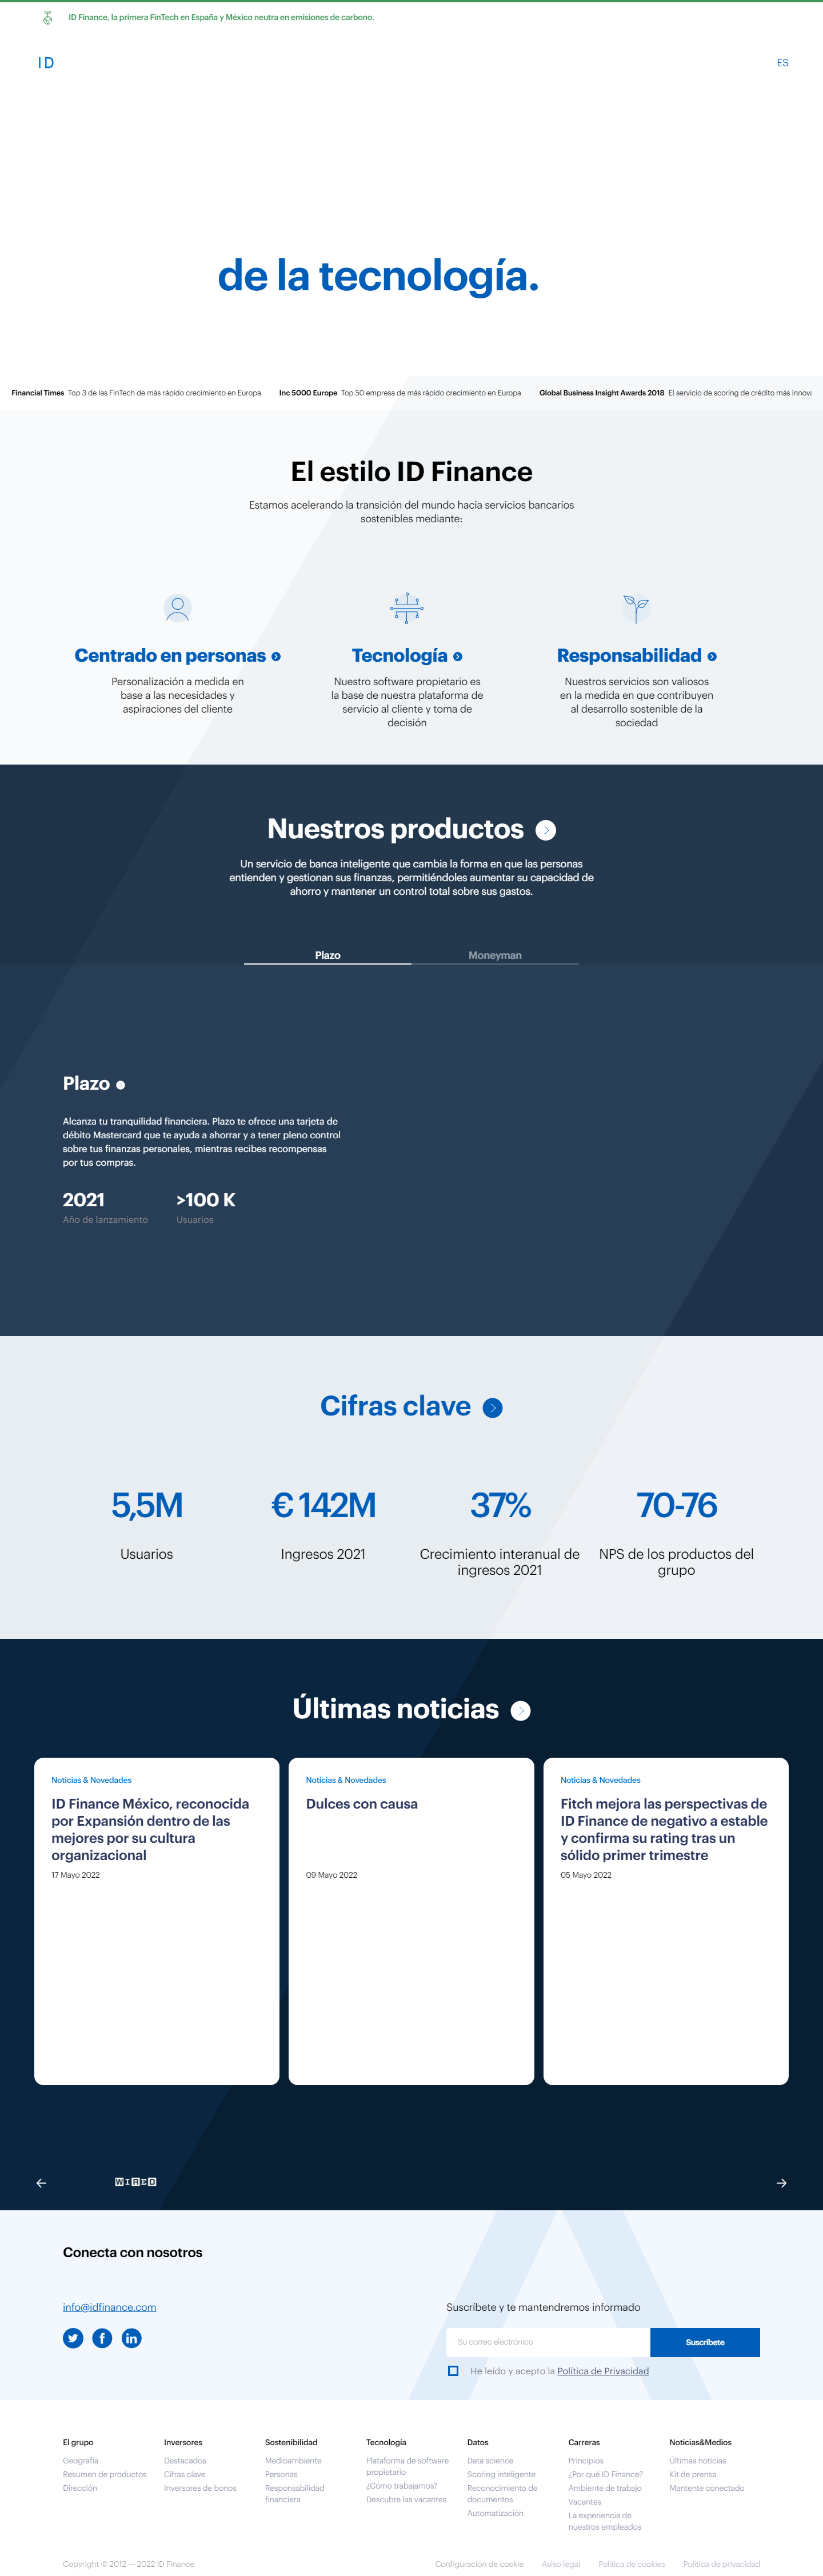 ID Finance, la primera FinTech en España y México neutra en emisiones de carbono.
ID
ES
de la tecnología.
Financial Times Top 3 de las FinTech de más rápido crecimiento en Europa
Inc 5000 Europe Top 50 empresa de más rápido crecimiento en Europa
Global Business Insight Awards 2018 El servicio de scoring de crédito más
El estilo ID Finance
Estamos acelerando la transición del mundo hacia servicios bancarios
sostenibles mediante:
Centrado en personas
Personalización a medida en
base a las necesidades y
aspiraciones del cliente
Tecnología
Nuestro software propietario es
la base de nuestra plataforma de
servicio al cliente y toma de
decisión
Responsabilidad
Nuestros servicios son valiosos
en la medida en que contribuyen
al desarrollo sostenible de la
sociedad
Nuestros productos
Un servicio de banca inteligente que cambia la forma en que las personas
entienden y gestionan sus finanzas, permitiéndoles aumentar su capacidad de
ahorro y mantener un control total sobre sus gastos.
Plazo
Moneyman
Plazo
Alcanza tu tranquilidad financiera. Plazo te ofrece una tarjeta de
débito Mastercard que te ayuda a ahorrar y a tener pleno control
sobre tus finanzas personales, mientras recibes recompensas
por tus compras.
2021
Año de lanzamiento
>100 K
Usuarios
Cifras clave
5,5M
Usuarios
€ 142M
Ingresos 2021
37%
Crecimiento interanual de
ingresos 2021
70-76
NPS de los productos del
grupo
Últimas noticias
Noticias & Novedades
ID Finance México, reconocida
por Expansión dentro de las
mejores por su cultura
organizacional
17 Mayo 2022
Noticias & Novedades
Dulces con causa
09 Mayo 2022
Noticias & Novedades
Fitch mejora las perspectivas de
ID Finance de negativo a estable
y confirma su rating tras un
sólido primer trimestre
05 Mayo 2022
WIRED
Conecta con nosotros
info@idfinance.com
Suscríbete y te mantendremos informado
Su correo electrónico
Suscríbete
He leído y acepto la Política de Privacidad
El grupo
Geografía
Resumen de productos
Dirección
Inversores
Destacados
Cifras clave
Inversores de bonos
Sostenibilidad
Medioambiente
Personas
Responsabilidad
financiera
Tecnología
Plataforma de software
propietario
¿Cómo trabajamos?
Descubre las vacantes
Datos
Data science
Scoring inteligente
Reconocimiento de
documentos
Automatización
Carreras
Principios
¿Por qué ID Finance?
Ambiente de trabajo
Vacantes
La experiencia de
nuestros empleados
Noticias&Medios
Últimas noticias
Kit de prensa
Mantente conectado
Copyright © 2012 — 2022 ID Finance
Configuración de cookie
Aviso legal
Política de cookies
Política de privacidad